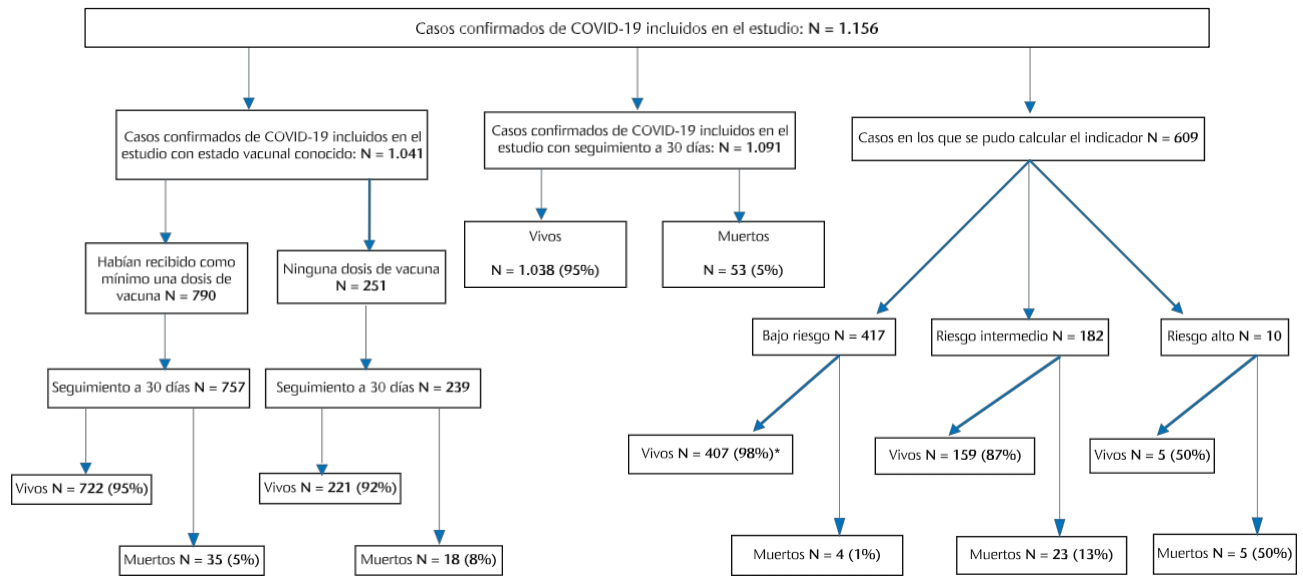 Casos confirmados de COVID-19 incluidos en el estudio: N = 1.156
Casos confirmados de COVID-19 incluidos en el
estudio con estado vacunal conocido: N = 1.041
Casos confirmados de COVID-19 incluidos en el
estudio con seguimiento a 30 días: N = 1.091
Casos en los que se pudo calcular el indicador N = 609
Habían recibido como
mínimo una dosis de
vacuna N = 790
Ninguna dosis de vacuna
N = 251
Vivos
N = 1.038 (95%)
Muertos
N = 53 (5%)
Bajo riesgo N = 417
Riesgo intermedio N = 182
Riesgo alto N = 10
Seguimiento a 30 días N = 757
Seguimiento a 30 días N = 239
Vivos N = 407 (98%)*
Vivos N = 159 (87%)
Vivos N = 5 (50%)
Vivos N = 722 (95%)
Vivos N = 221 (92%)
Muertos N = 35 (5%)
Muertos N = 18 (8%)
Muertos N = 4 (1%)
Muertos N = 23 (13%)
Muertos N = 5 (50%)